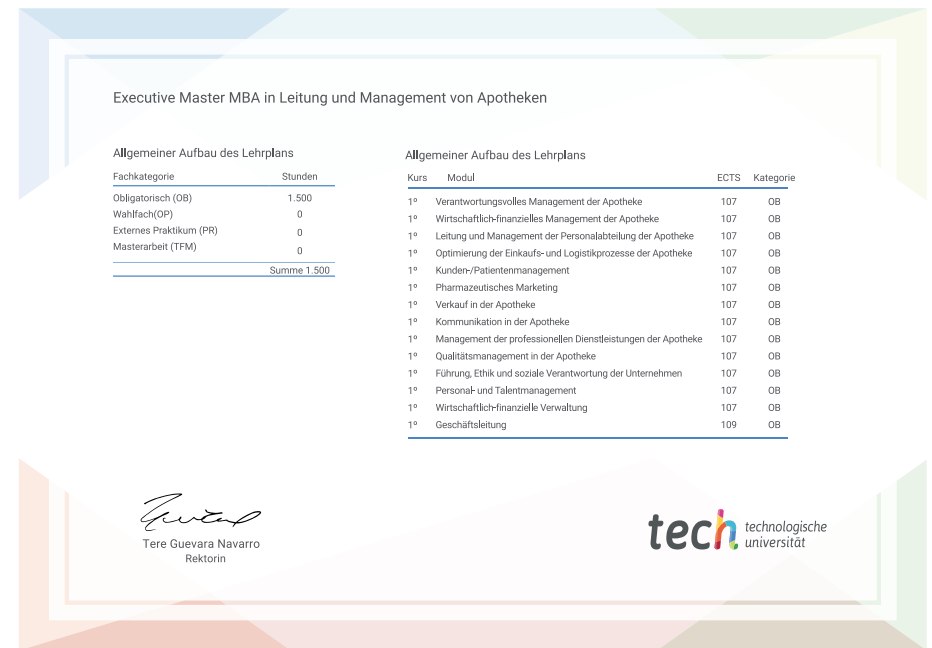 Executive Master MBA in Leitung und Management von Apotheken
Allgemeiner Aufbau des Lehrplans
Fachkategorie Stunden
Obligatorisch (OB) 1.500
Wahlfach(OP) 0
Externes Praktikum (PR) 0
Masterarbeit (TFM) 0
Summe 1.500
Allgemeiner Aufbau des Lehrplans
Kurs Modul ECTS Kategorie
1º Verantwortungsvolles Management der Apotheke 107 OB
1º Wirtschaftlich-finanzielles Management der Apotheke 107 OB
1º Leitung und Management der Personalabteilung der Apotheke 107 OB
1º Optimierung der Einkaufs- und Logistikprozesse der Apotheke 107 OB
1º Kunden-/Patientenmanagement 107 OB
1º Pharmazeutisches Marketing 107 OB
1º Verkauf in der Apotheke 107 OB
1º Kommunikation in der Apotheke 107 OB
1º Management der professionellen Dienstleistungen der Apotheke 107 OB
1º Qualitätsmanagement in der Apotheke 107 OB
1º Führung, Ethik und soziale Verantwortung der Unternehmen 107 OB
1º Personal- und Talentmanagement 107 OB
1º Wirtschaftlich-finanzielle Verwaltung 107 OB
1º Geschäftsleitung 109 OB
Tere Guevara Navarro
Rektorin
tech technologische
universität